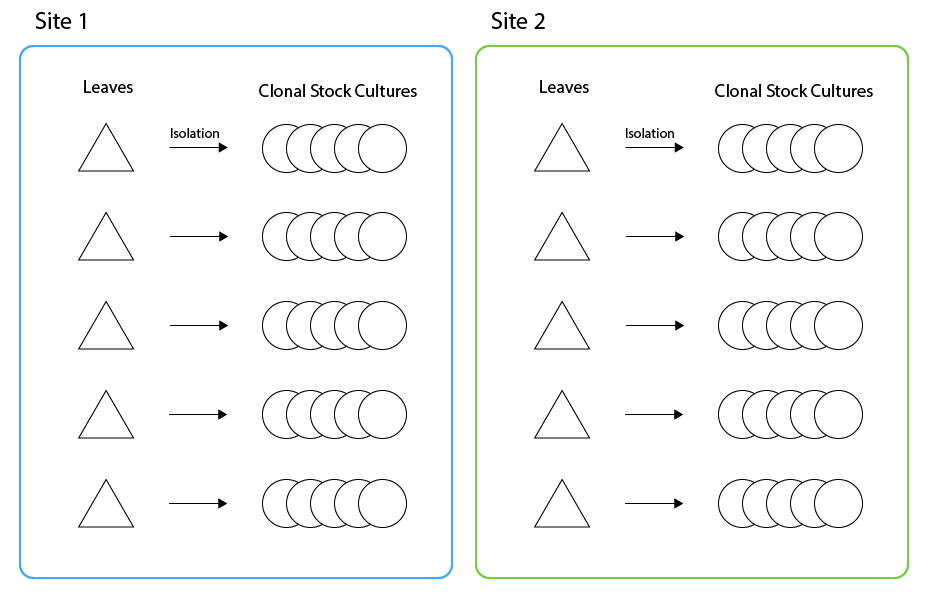 Site 1
Leaves
Clonal Stock Cultures
Isolation
Site 2
Leaves
Clonal Stock Cultures
Isolation